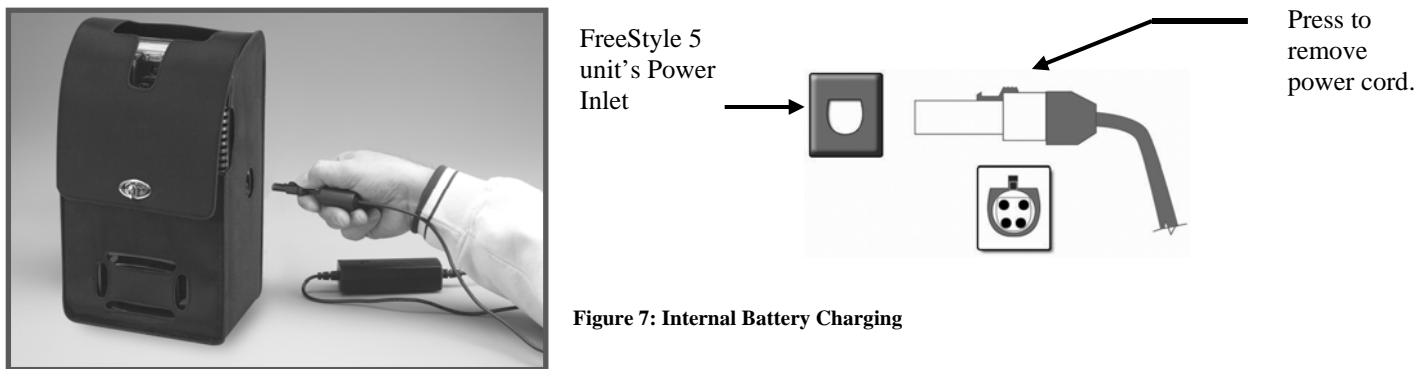 FreeStyle 5
unit’s Power
Inlet
Press to
remove
power cord.
Figure 7: Internal Battery Charging